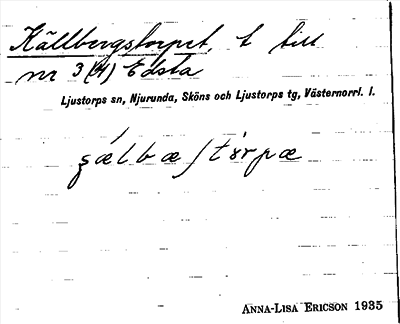 Källbergstorpet, t till
nr 3 (4) Edsta
Ljustorps sn, Njurunda, Sköns och Ljustorps tg, Västernorrl. l.
ANNA-LISA ERICSON 1935